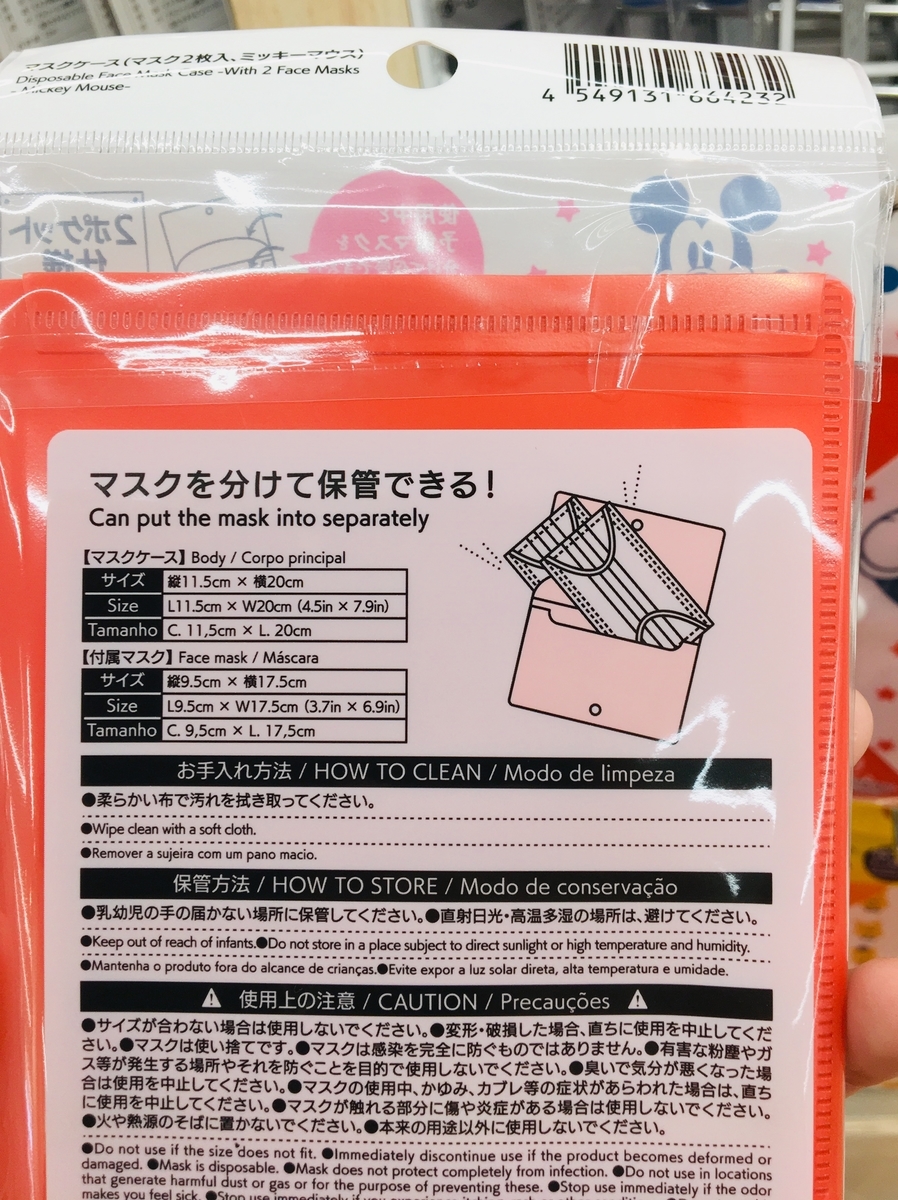 マスクケース(マスク2枚入、ミッキーマウス)
Disposable Face Mask Case -With 2 Face Masks
- Mickey Mouse-
4 549131 664232
2ポケット
仕様
使用中と
予
マスクを
マスクを分けて保管できる!
Can put the mask into separately
【マスクケース】Body / Corpo principal
サイズ 縦11.5cm × 横20cm
Size L11.5cm × W20cm (4.5in × 7.9in)
Tamanho C. 11,5cm × L. 20cm
【付属マスク】Face mask / Máscara
サイズ 縦9.5cm × 横17.5cm
Size L9.5cm × W17.5cm (3.7in × 6.9in)
Tamanho C. 9,5cm × L. 17,5cm
お手入れ方法 / HOW TO CLEAN / Modo de limpeza
●柔らかい布で汚れを拭き取ってください。
●Wipe clean with a soft cloth.
●Remover a sujeira com um pano macio.
保管方法 / HOW TO STORE / Modo de conservação
●乳幼児の手の届かない場所に保管してください。●直射日光・高温多湿の場所は、避けてください。
●Keep out of reach of infants.●Do not store in a place subject to direct sunlight or high temperature and humidity.
●Mantenha o produto fora do alcance de crianças.●Evite expor a luz solar direta, alta temperatura e umidade.
⚠ 使用上の注意 / CAUTION / Precauções ⚠
●サイズが合わない場合は使用しないでください。●変形・破損した場合、直ちに使用を中止してくだ
さい。●マスクは使い捨てです。●マスクは感染を完全に防ぐものではありません。●有害な粉塵やガ
ス等が発生する場所やそれを防ぐことを目的で使用しないでください。●臭いで気分が悪くなった場
合は使用を中止してください。●マスクの使用中、かゆみ、カブレ等の症状があらわれた場合は、直ち
に使用を中止してください。●マスクが触れる部分に傷や炎症がある場合は使用しないでください。
●火や熱源のそばに置かないでください。●本来の用途以外に使用しないでください。
●Do not use if the size does not fit. ●Immediately discontinue use if the product becomes deformed or
damaged. ●Mask is disposable. ●Mask does not protect completely from infection. ●Do not use in locations
that generate harmful dust or gas or for the purpose of preventing these. ●Stop use immediately if the odor
makes you feel sick. ●Stop use immediately if you experience